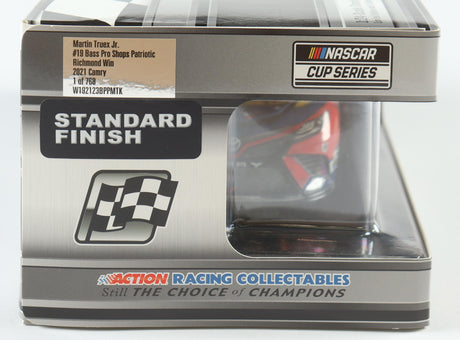 Martin Truex Jr.
#19 Bass Pro Shops Patriotic
Richmond Win
2021 Camry
1 of 768
W192123BPPMTK
NASCAR
CUP SERIES
STANDARD
FINISH
ACTION RACING COLLECTABLES
Still THE CHOICE of CHAMPIONS